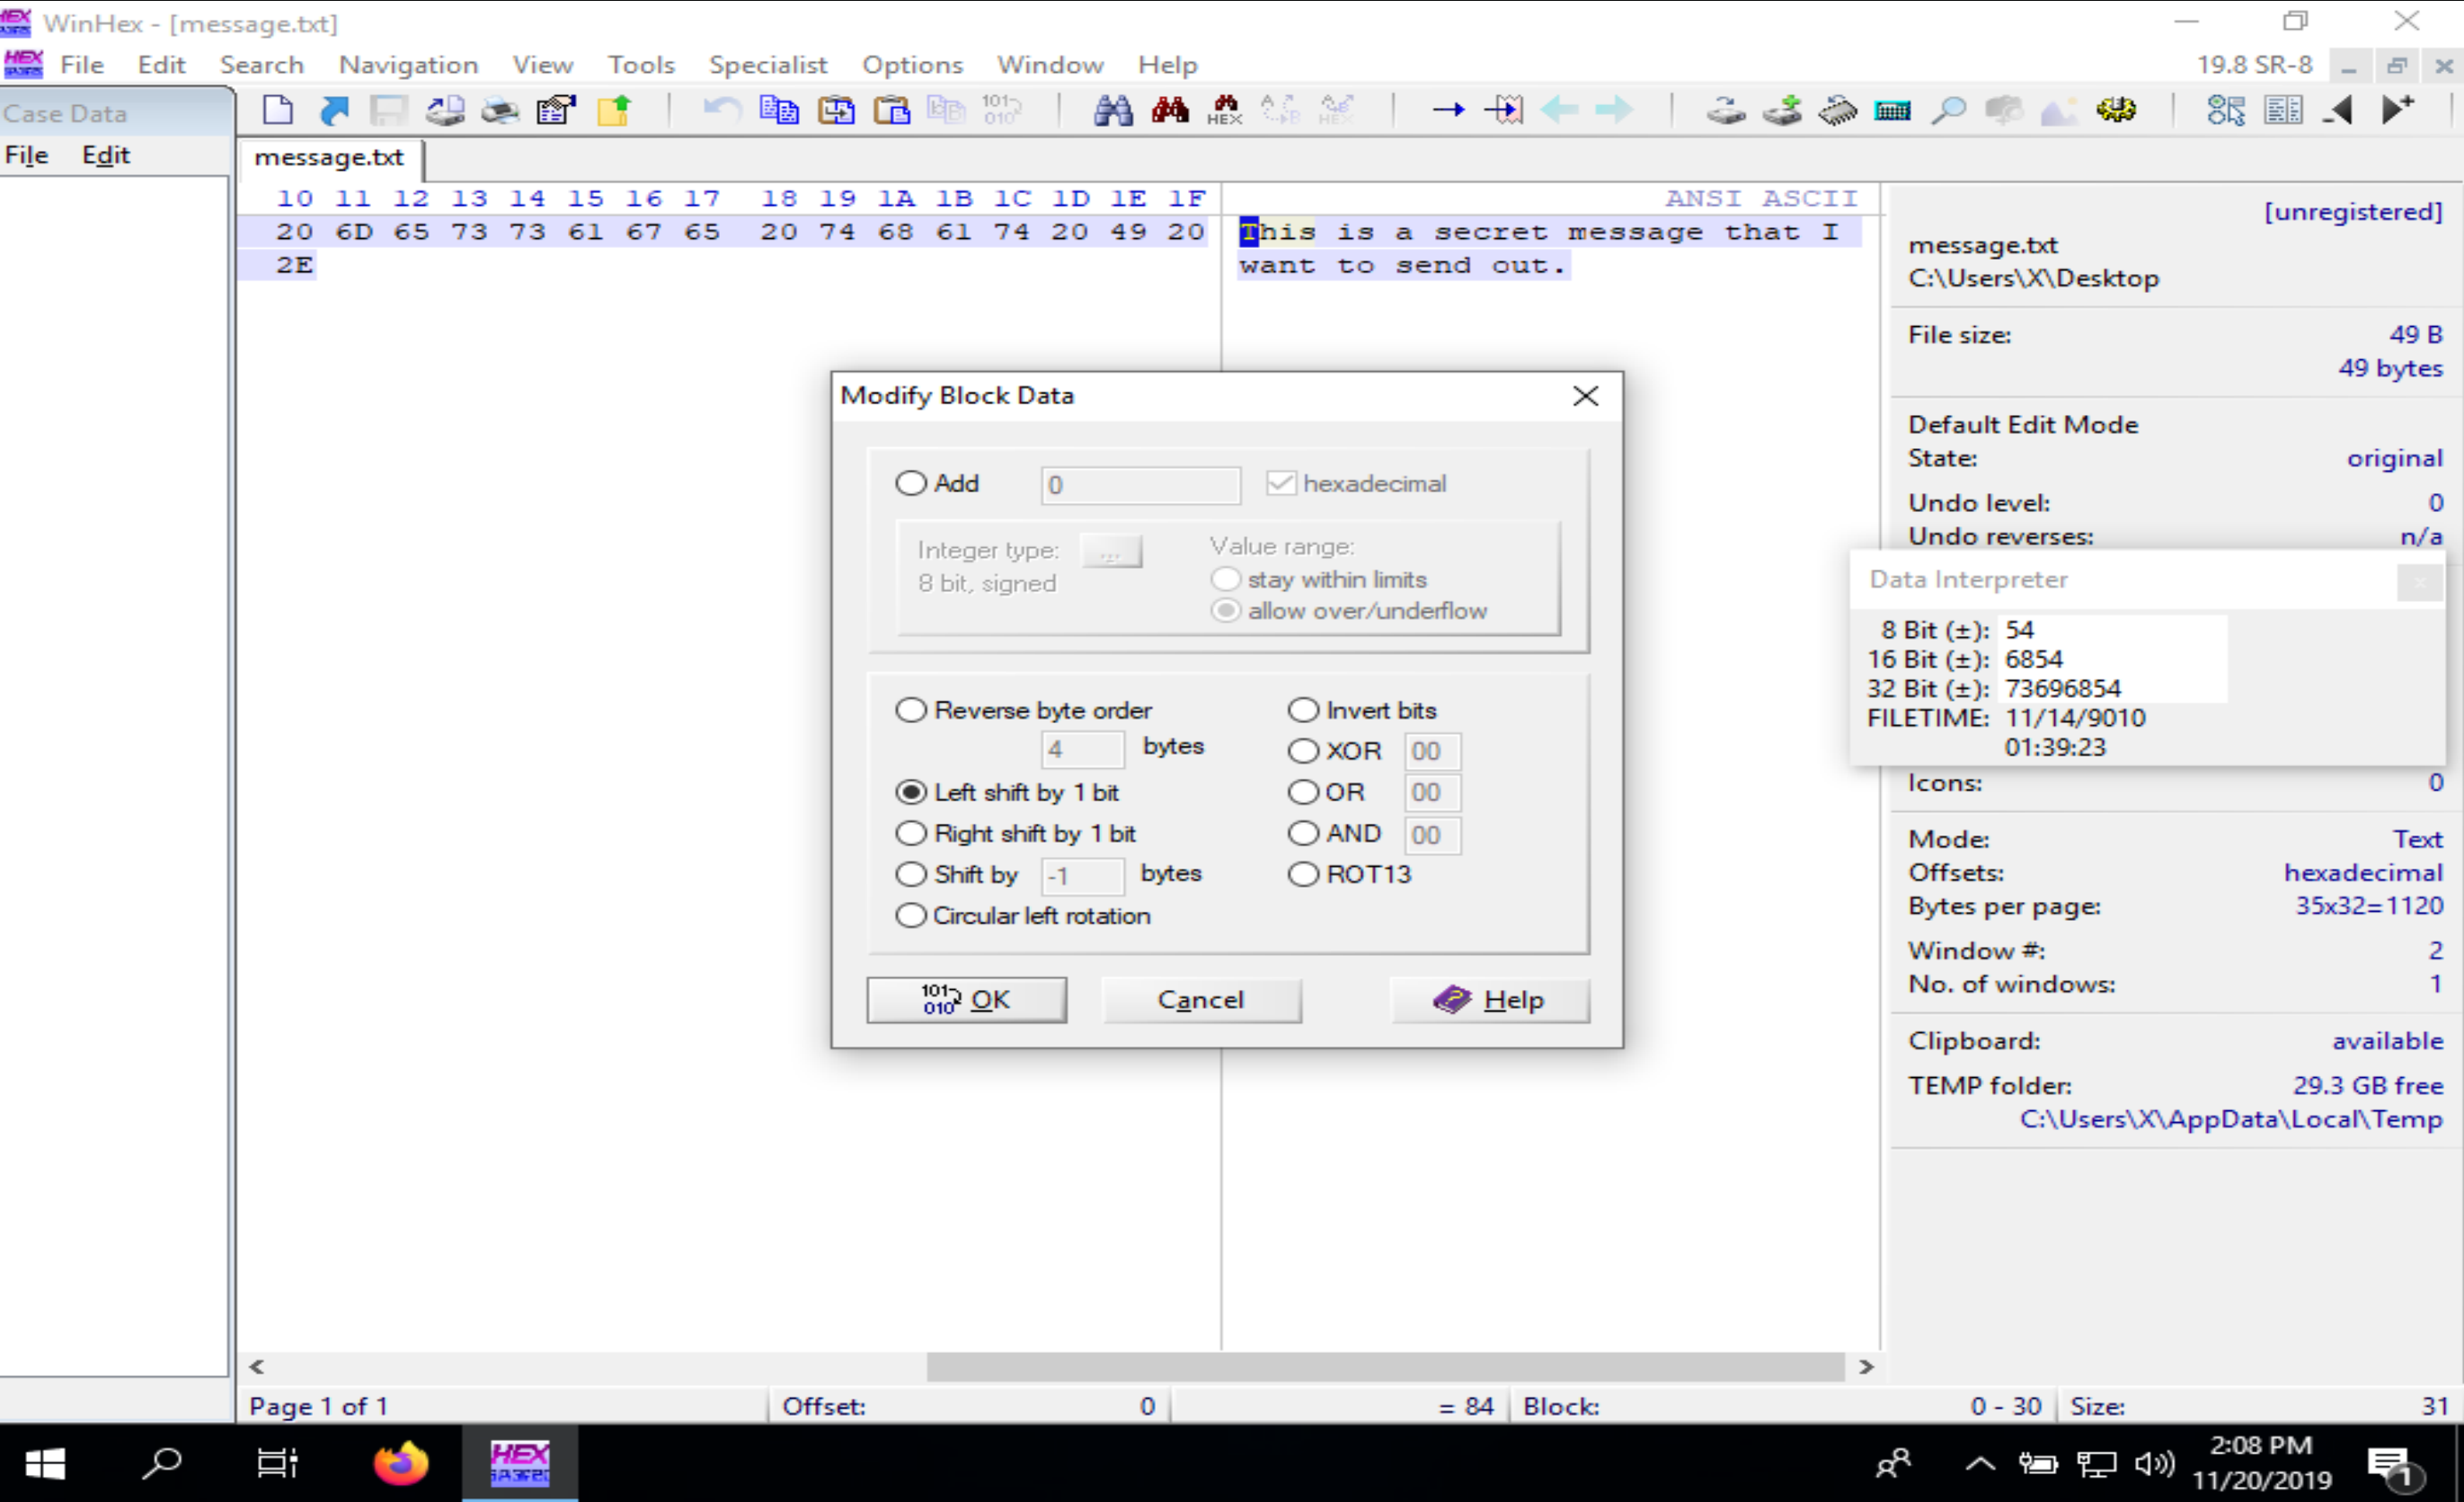 WinHex - [message.txt]
File Edit Search Navigation View Tools Specialist Options Window Help 19.8 SR-8
Case Data
File Edit
message.txt
10 11 12 13 14 15 16 17 18 19 1A 1B 1C 1D 1E 1F ANSI ASCII
20 6D 65 73 73 61 67 65 20 74 68 61 74 20 49 20 This is a secret message that I
2E want to send out.
[unregistered]
message.txt
C:\Users\X\Desktop
File size: 49 B
49 bytes
Default Edit Mode
State: original
Undo level: 0
Undo reverses: n/a
Modify Block Data
Add 0 hexadecimal
Integer type: ... Value range:
8 bit, signed stay within limits
allow over/underflow
Reverse byte order Invert bits
4 bytes XOR 00
Left shift by 1 bit OR 00
Right shift by 1 bit AND 00
Shift by -1 bytes ROT13
Circular left rotation
OK Cancel Help
Data Interpreter
8 Bit (±): 54
16 Bit (±): 6854
32 Bit (±): 73696854
FILETIME: 11/14/9010
01:39:23
Icons: 0
Mode: Text
Offsets: hexadecimal
Bytes per page: 35x32=1120
Window #: 2
No. of windows: 1
Clipboard: available
TEMP folder: 29.3 GB free
C:\Users\X\AppData\Local\Temp
Page 1 of 1 Offset: 0 = 84 Block: 0 - 30 Size: 31
HEX
2:08 PM
11/20/2019
1